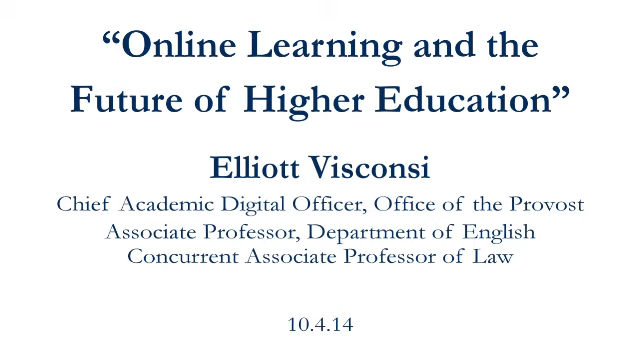 “Online Learning and the
Future of Higher Education”
Elliott Visconsi
Chief Academic Digital Officer, Office of the Provost
Associate Professor, Department of English
Concurrent Associate Professor of Law
10.4.14